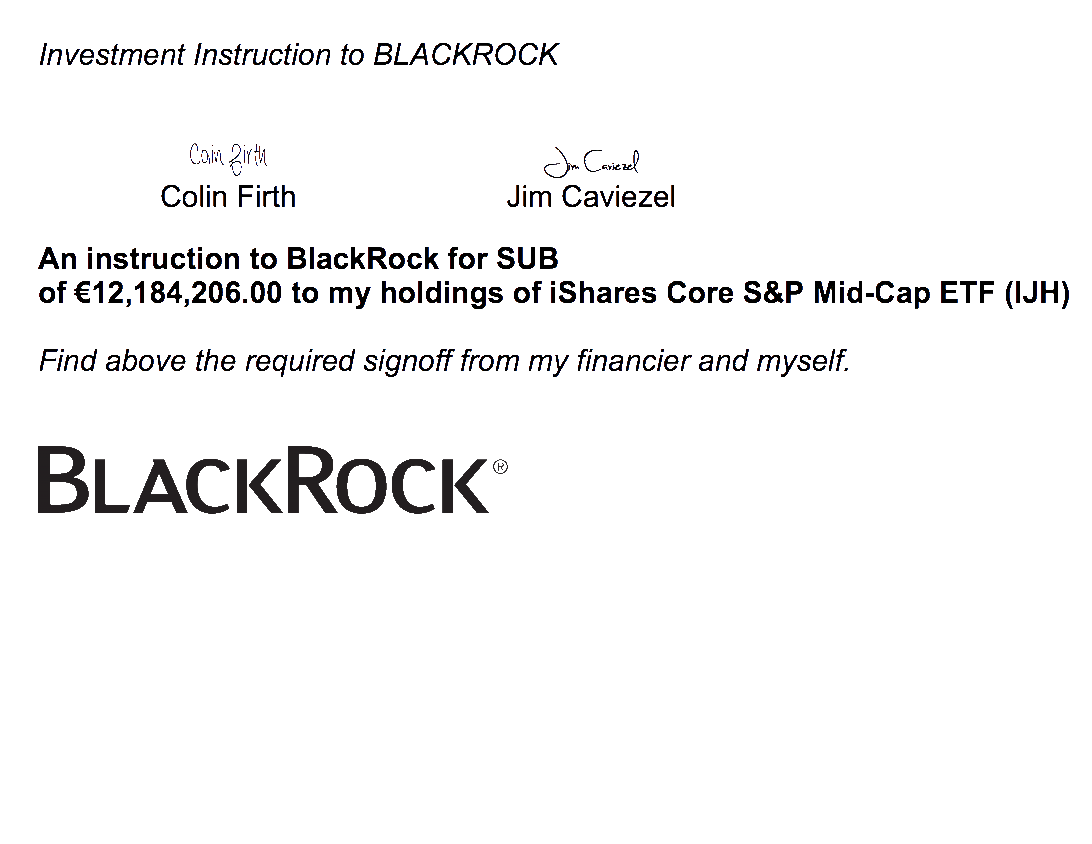 Investment Instruction to BLACKROCK
Colin Firth Jim Caviezel
Colin Firth Jim Caviezel
An instruction to BlackRock for SUB
of €12,184,206.00 to my holdings of iShares Core S&P Mid-Cap ETF (IJH)
Find above the required signoff from my financier and myself.
BLACKROCK®